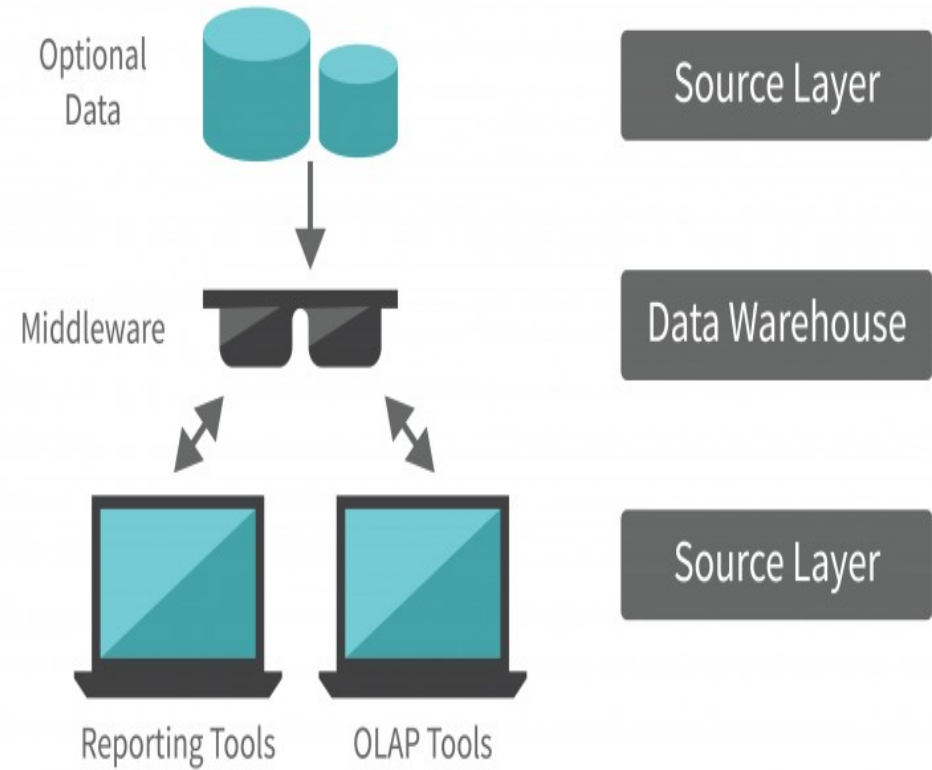 Optional
Data
Source Layer
Middleware
Data Warehouse
Source Layer
Reporting Tools
OLAP Tools